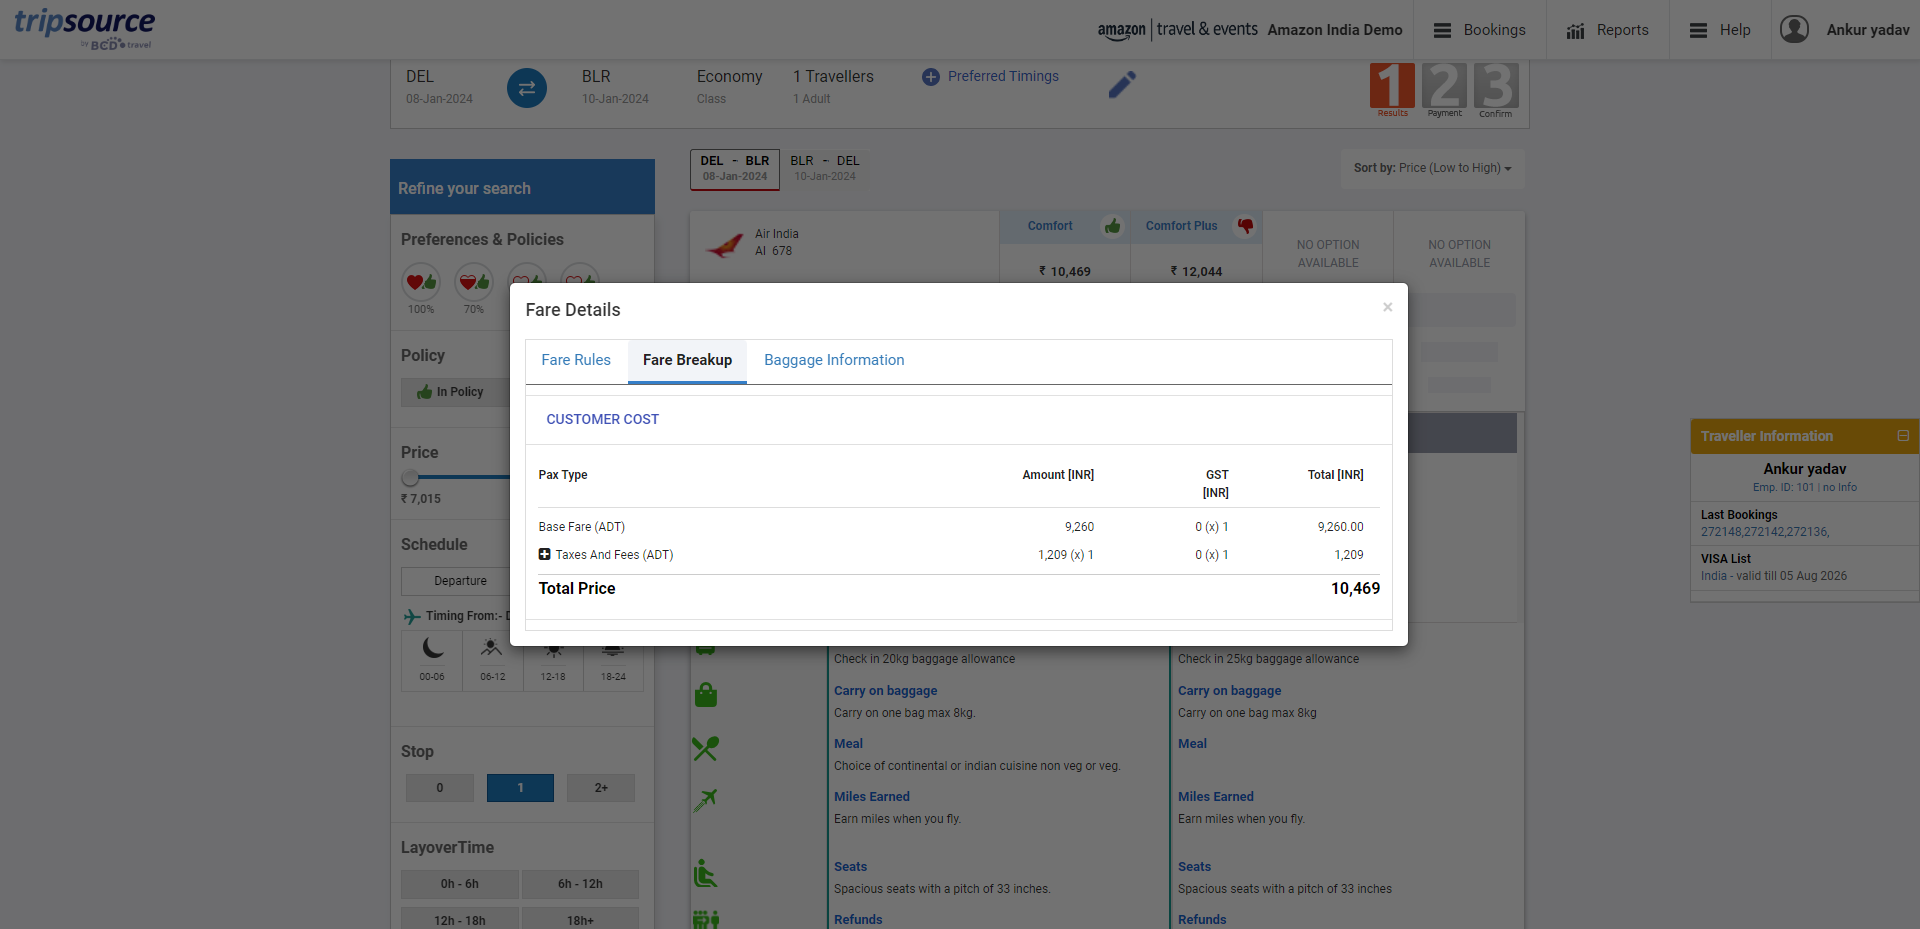 tripsource
by BCD travel
amazon | travel & events Amazon India Demo
Bookings
Reports
Help
Ankur yadav
DEL
08-Jan-2024
BLR
10-Jan-2024
Economy
Class
1 Travellers
1 Adult
Preferred Timings
1 Results
2 Payment
3 Confirm
DEL - BLR
08-Jan-2024
BLR - DEL
10-Jan-2024
Sort by: Price (Low to High)
Refine your search
Preferences & Policies
100%
70%
Policy
In Policy
Price
₹ 7,015
Schedule
Departure
Timing From:-
00-06
06-12
12-18
18-24
Stop
0
1
2+
LayoverTime
0h - 6h
6h - 12h
12h - 18h
18h+
Air India
AI 678
Comfort
Comfort Plus
₹ 10,469
₹ 12,044
NO OPTION
AVAILABLE
NO OPTION
AVAILABLE
Fare Details
×
Fare Rules
Fare Breakup
Baggage Information
CUSTOMER COST
Pax Type
Amount [INR]
GST
[INR]
Total [INR]
Base Fare (ADT) 9,260 0 (x) 1 9,260.00
Taxes And Fees (ADT) 1,209 (x) 1 0 (x) 1 1,209
Total Price 10,469
Check in 20kg baggage allowance
Check in 25kg baggage allowance
Carry on baggage
Carry on one bag max 8kg.
Carry on baggage
Carry on one bag max 8kg
Meal
Choice of continental or indian cuisine non veg or veg.
Meal
Miles Earned
Earn miles when you fly.
Miles Earned
Earn miles when you fly.
Seats
Spacious seats with a pitch of 33 inches.
Seats
Spacious seats with a pitch of 33 inches
Refunds
Refunds
Traveller Information
Ankur yadav
Emp. ID: 101 | no Info
Last Bookings
272148,272142,272136,
VISA List
India - valid till 05 Aug 2026